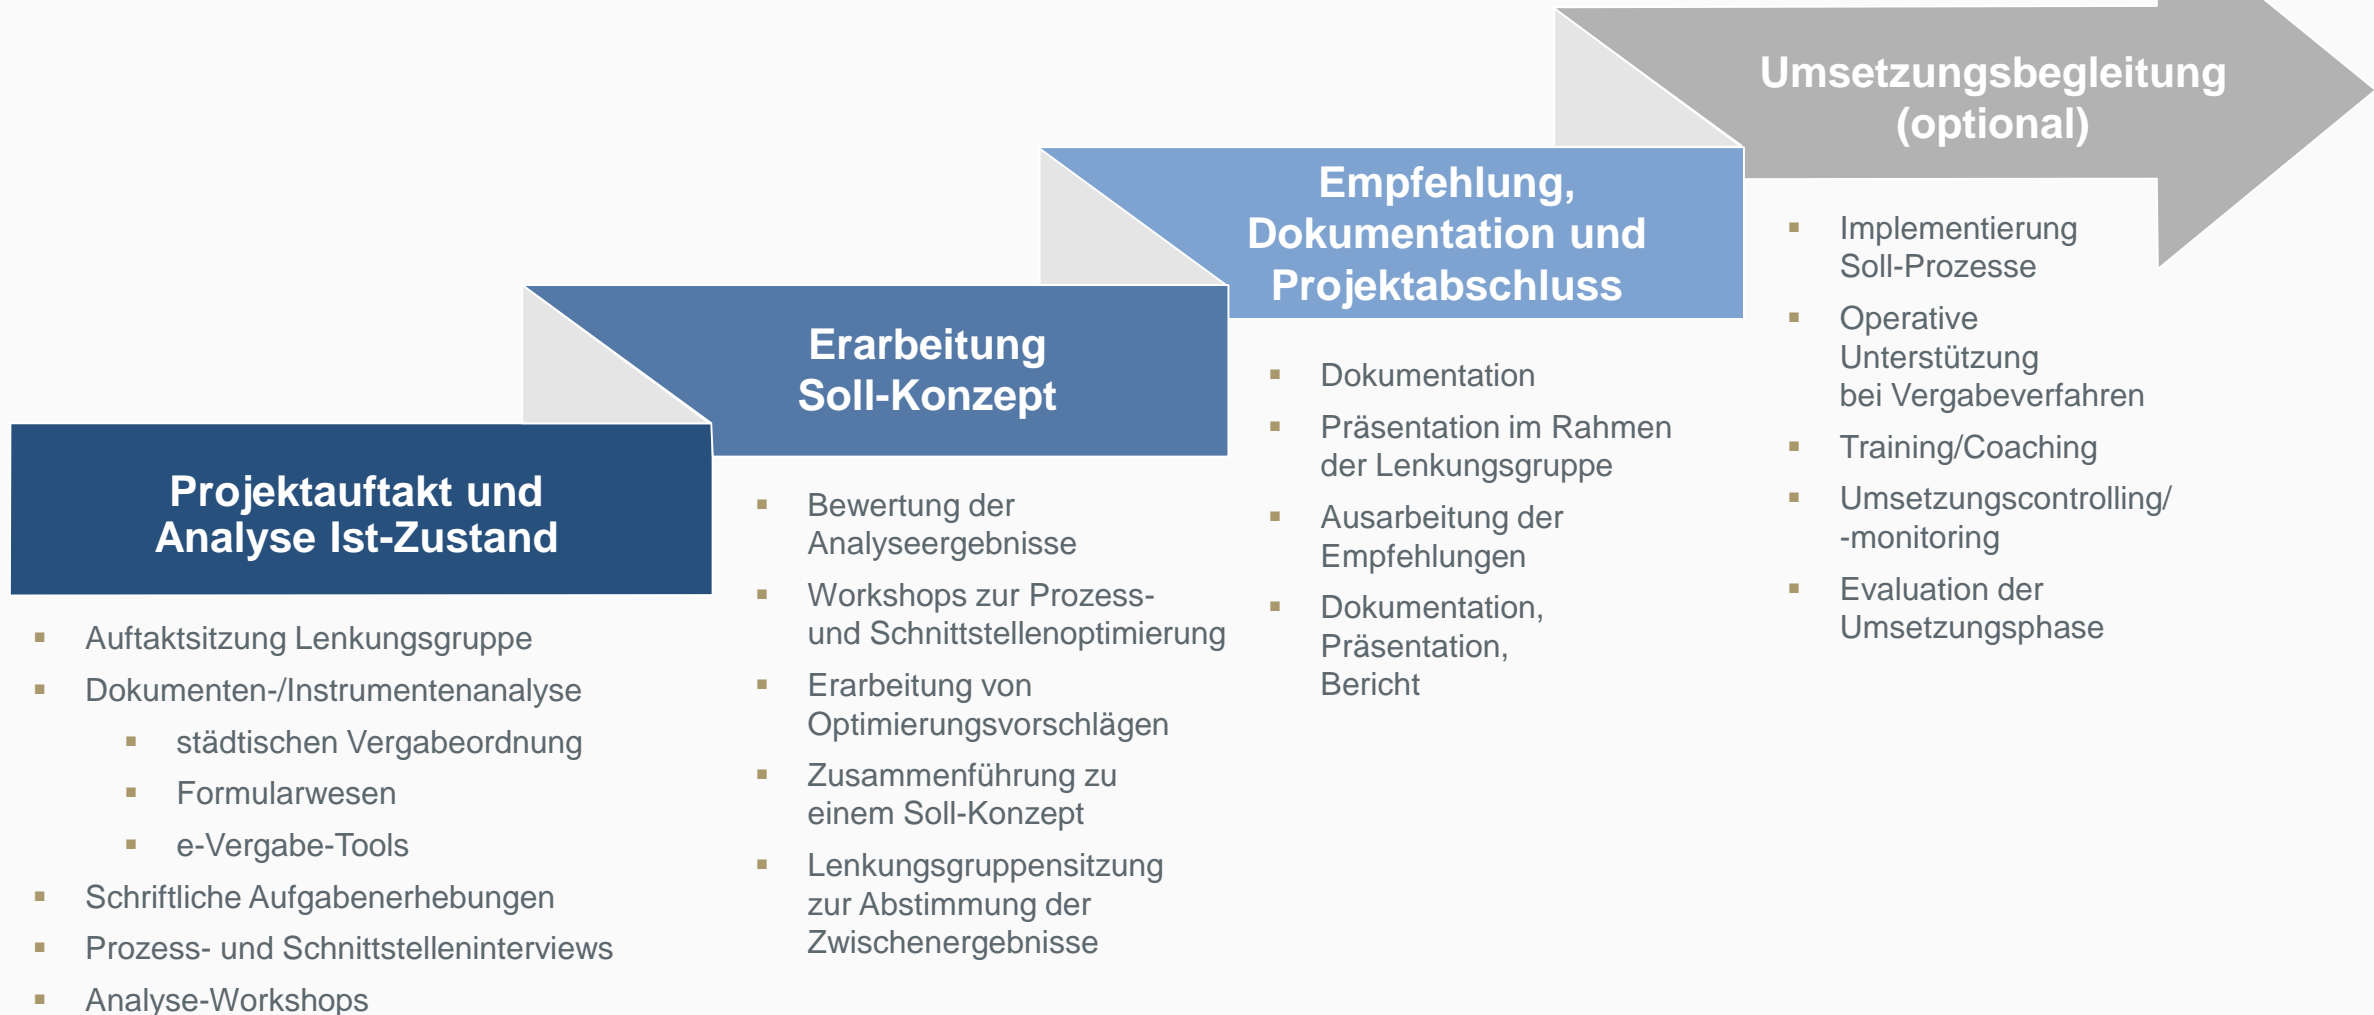 Projektauftakt und
Analyse Ist-Zustand
▪ Auftaktsitzung Lenkungsgruppe
▪ Dokumenten-/Instrumentenanalyse
▪ städtischen Vergabeordnung
▪ Formularwesen
▪ e-Vergabe-Tools
▪ Schriftliche Aufgabenerhebungen
▪ Prozess- und Schnittstelleninterviews
▪ Analyse-Workshops
Erarbeitung
Soll-Konzept
▪ Bewertung der
Analyseergebnisse
▪ Workshops zur Prozess-
und Schnittstellenoptimierung
▪ Erarbeitung von
Optimierungsvorschlägen
▪ Zusammenführung zu
einem Soll-Konzept
▪ Lenkungsgruppensitzung
zur Abstimmung der
Zwischenergebnisse
Empfehlung,
Dokumentation und
Projektabschluss
▪ Dokumentation
▪ Präsentation im Rahmen
der Lenkungsgruppe
▪ Ausarbeitung der
Empfehlungen
▪ Dokumentation,
Präsentation,
Bericht
Umsetzungsbegleitung
(optional)
▪ Implementierung
Soll-Prozesse
▪ Operative
Unterstützung
bei Vergabeverfahren
▪ Training/Coaching
▪ Umsetzungscontrolling/
-monitoring
▪ Evaluation der
Umsetzungsphase